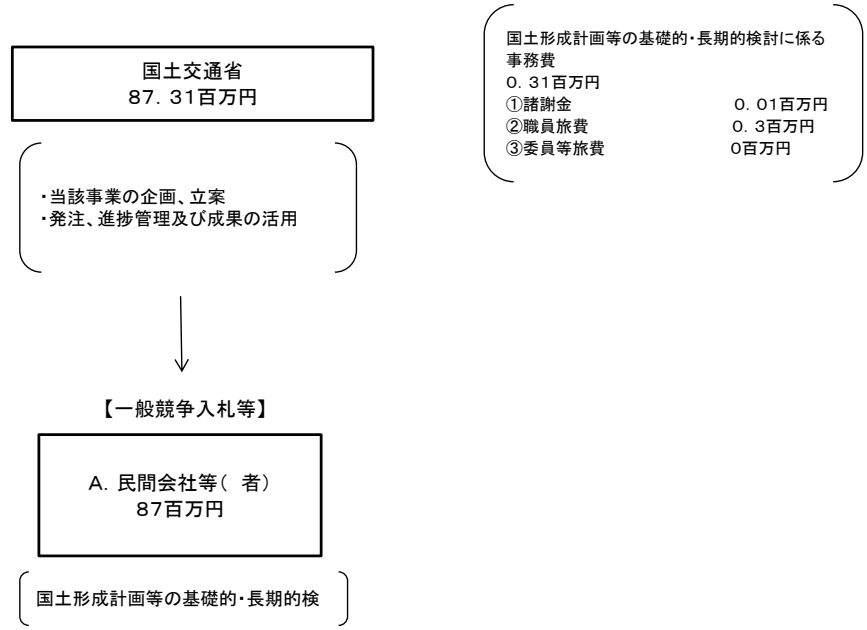 国土交通省
87．31百万円
・当該事業の企画、立案
・発注、進捗管理及び成果の活用
【一般競争入札等】
A．民間会社等（　者）
87百万円
国土形成計画等の基礎的・長期的検
国土形成計画等の基礎的・長期的検討に係る
事務費
0．31百万円
①諸謝金　0．01百万円
②職員旅費　0．3百万円
③委員等旅費　0百万円